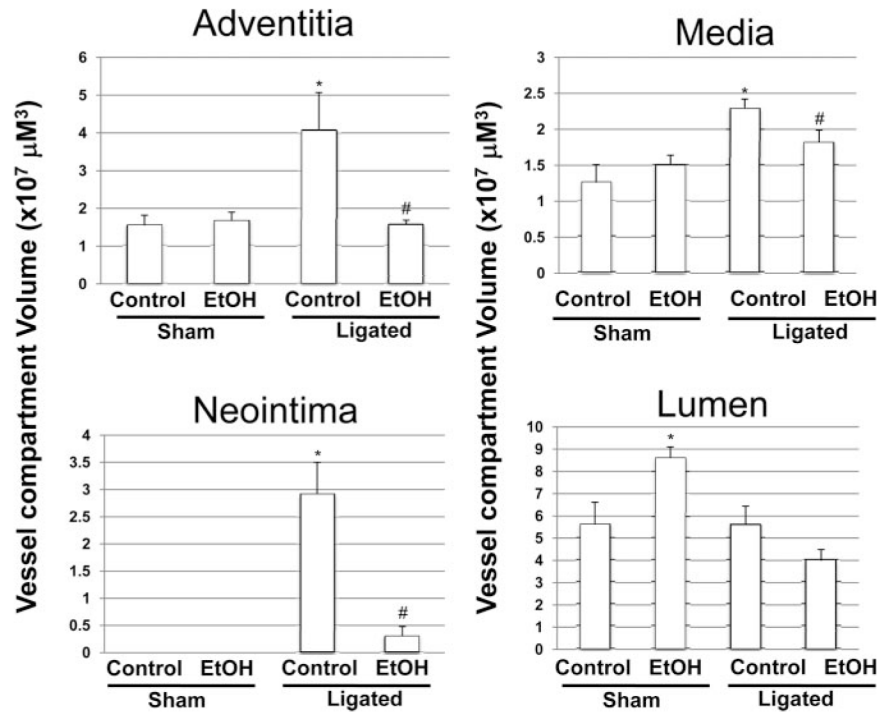 Adventitia
Vessel compartment Volume (x10⁷ μM³)
6
5
4
3
2
1
0
*
#
Control EtOH Control EtOH
Sham Ligated
Media
Vessel compartment Volume (x10⁷ μM³)
3
2.5
2
1.5
1
0.5
0
*
#
Control EtOH Control EtOH
Sham Ligated
Neointima
4
3.5
3
2.5
2
1.5
1
0.5
0
*
#
Control EtOH Control EtOH
Sham Ligated
Lumen
10
9
8
7
6
5
4
3
2
1
0
*
Control EtOH Control EtOH
Sham Ligated